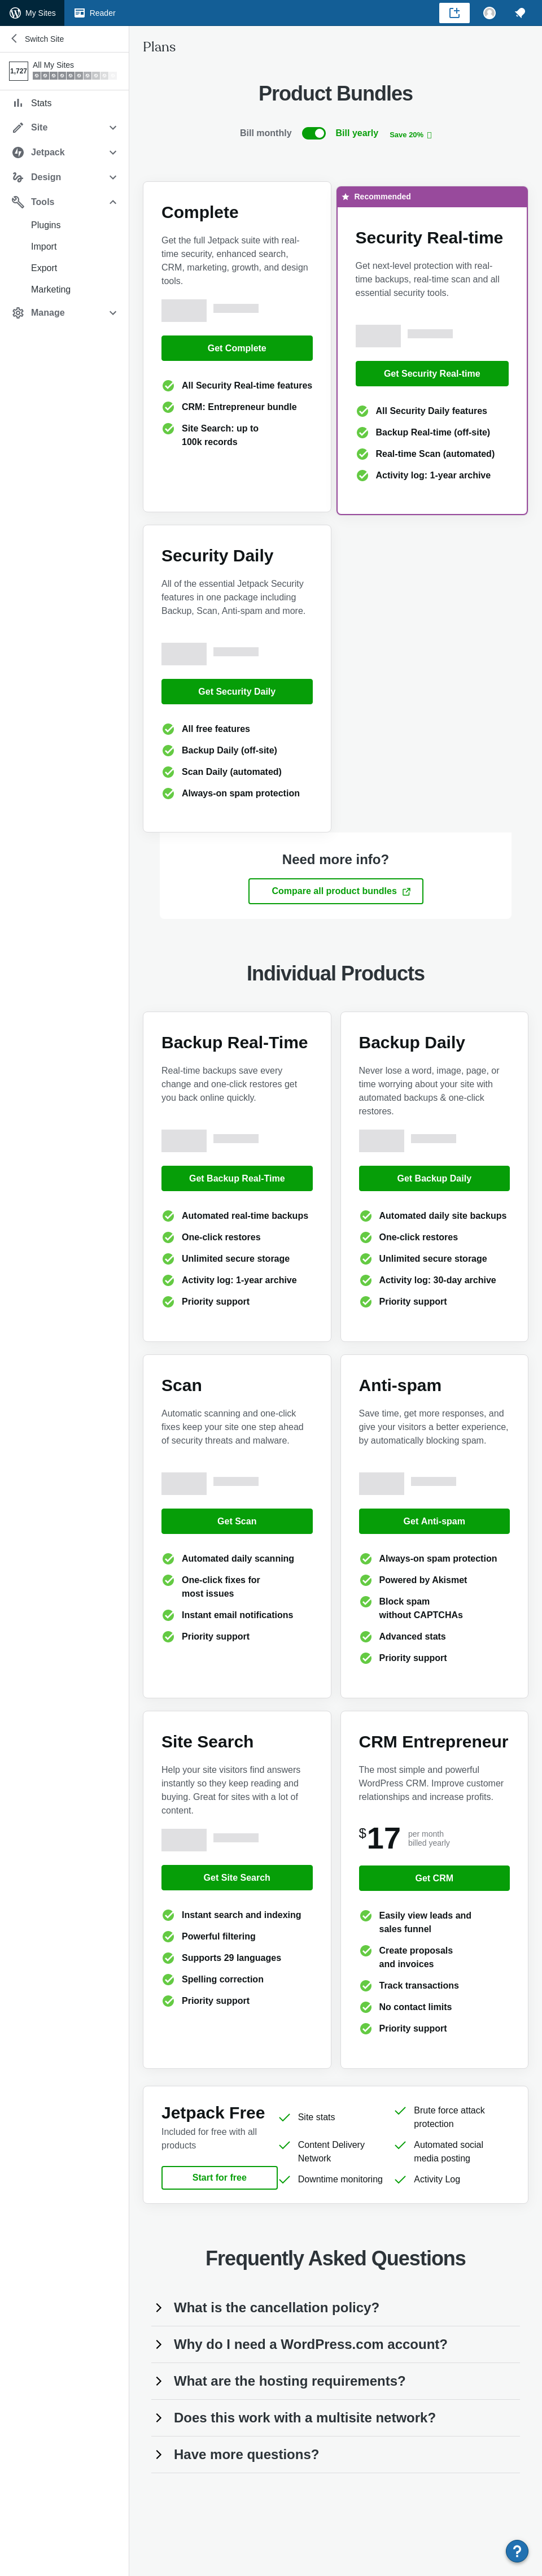 My Sites
Reader
Switch Site
1,727
All My Sites
Stats
Site
Jetpack
Design
Tools
Plugins
Import
Export
Marketing
Manage
Plans
Product Bundles
Bill monthly
Bill yearly
Save 20%
Complete
Get the full Jetpack suite with real-
time security, enhanced search,
CRM, marketing, growth, and design
tools.
Get Complete
All Security Real-time features
CRM: Entrepreneur bundle
Site Search: up to
100k records
Recommended
Security Real-time
Get next-level protection with real-
time backups, real-time scan and all
essential security tools.
Get Security Real-time
All Security Daily features
Backup Real-time (off-site)
Real-time Scan (automated)
Activity log: 1-year archive
Security Daily
All of the essential Jetpack Security
features in one package including
Backup, Scan, Anti-spam and more.
Get Security Daily
All free features
Backup Daily (off-site)
Scan Daily (automated)
Always-on spam protection
Need more info?
Compare all product bundles
Individual Products
Backup Real-Time
Real-time backups save every
change and one-click restores get
you back online quickly.
Get Backup Real-Time
Automated real-time backups
One-click restores
Unlimited secure storage
Activity log: 1-year archive
Priority support
Backup Daily
Never lose a word, image, page, or
time worrying about your site with
automated backups & one-click
restores.
Get Backup Daily
Automated daily site backups
One-click restores
Unlimited secure storage
Activity log: 30-day archive
Priority support
Scan
Automatic scanning and one-click
fixes keep your site one step ahead
of security threats and malware.
Get Scan
Automated daily scanning
One-click fixes for
most issues
Instant email notifications
Priority support
Anti-spam
Save time, get more responses, and
give your visitors a better experience,
by automatically blocking spam.
Get Anti-spam
Always-on spam protection
Powered by Akismet
Block spam
without CAPTCHAs
Advanced stats
Priority support
Site Search
Help your site visitors find answers
instantly so they keep reading and
buying. Great for sites with a lot of
content.
Get Site Search
Instant search and indexing
Powerful filtering
Supports 29 languages
Spelling correction
Priority support
CRM Entrepreneur
The most simple and powerful
WordPress CRM. Improve customer
relationships and increase profits.
$17
per month
billed yearly
Get CRM
Easily view leads and
sales funnel
Create proposals
and invoices
Track transactions
No contact limits
Priority support
Jetpack Free
Included for free with all
products
Start for free
Site stats
Content Delivery
Network
Downtime monitoring
Brute force attack
protection
Automated social
media posting
Activity Log
Frequently Asked Questions
What is the cancellation policy?
Why do I need a WordPress.com account?
What are the hosting requirements?
Does this work with a multisite network?
Have more questions?